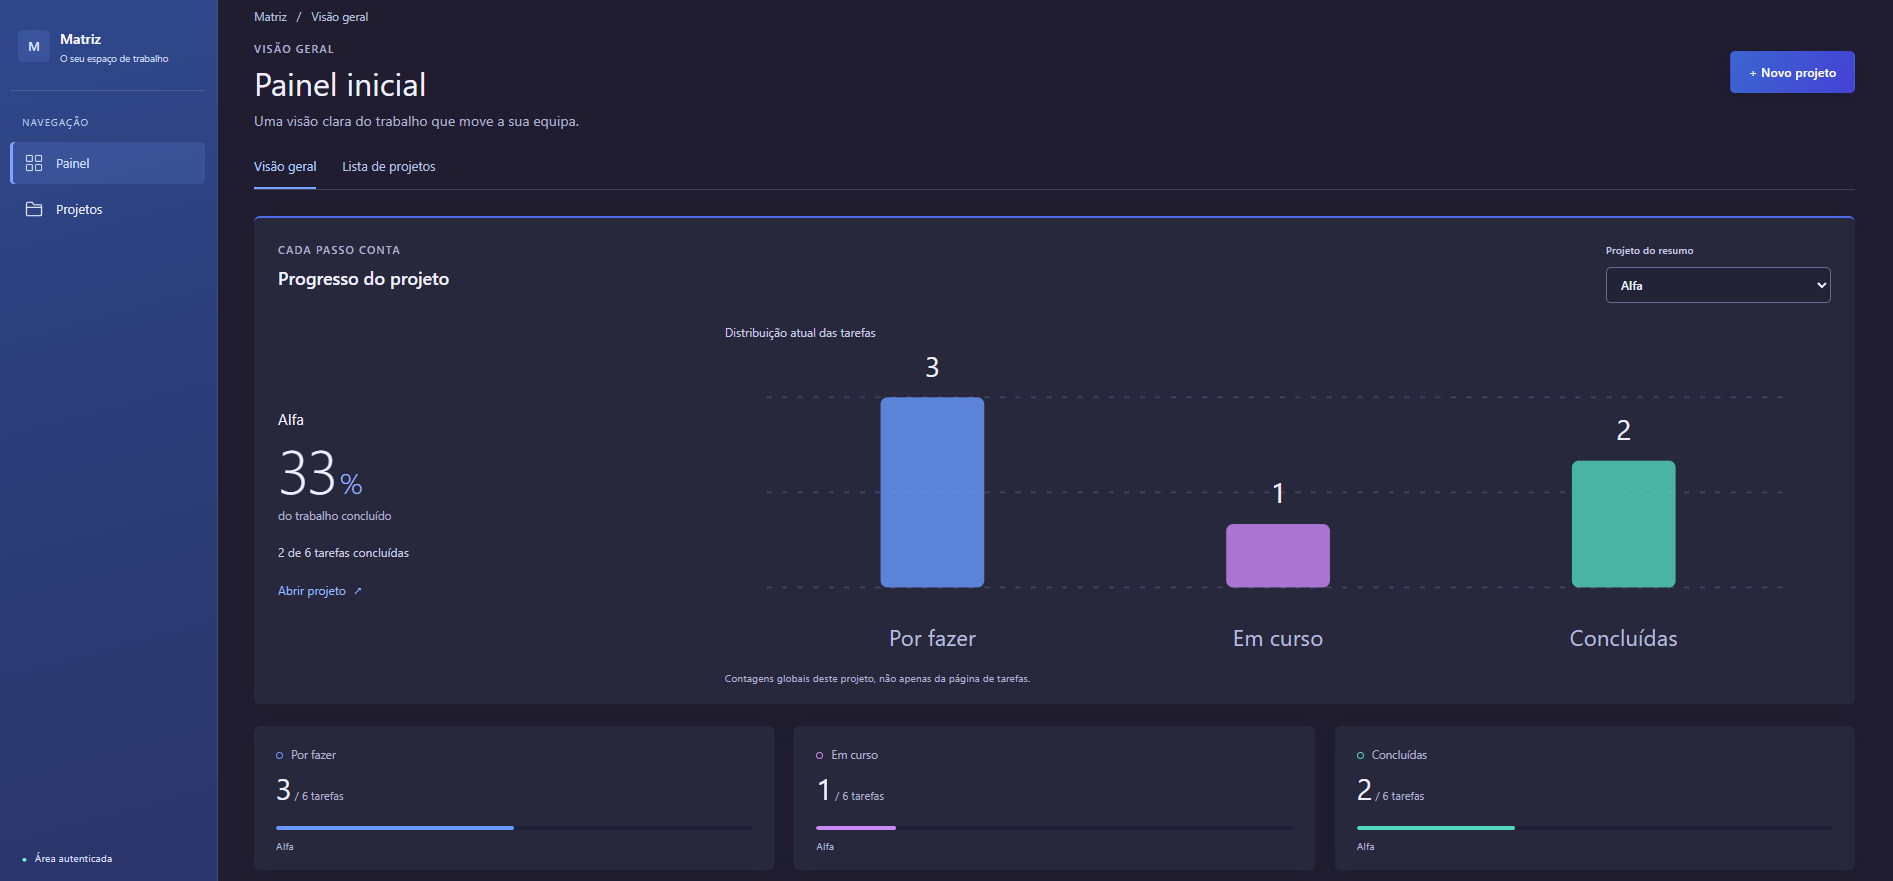 M
Matriz
O seu espaço de trabalho
NAVEGAÇÃO
Painel
Projetos
Área autenticada
Matriz / Visão geral
VISÃO GERAL
Painel inicial
Uma visão clara do trabalho que move a sua equipa.
+ Novo projeto
Visão geral
Lista de projetos
CADA PASSO CONTA
Progresso do projeto
Projeto do resumo
Alfa
Alfa
33%
do trabalho concluído
2 de 6 tarefas concluídas
Abrir projeto ↗
Distribuição atual das tarefas
3
1
2
Por fazer
Em curso
Concluídas
Contagens globais deste projeto, não apenas da página de tarefas.
Por fazer
3 / 6 tarefas
Alfa
Em curso
1 / 6 tarefas
Alfa
Concluídas
2 / 6 tarefas
Alfa